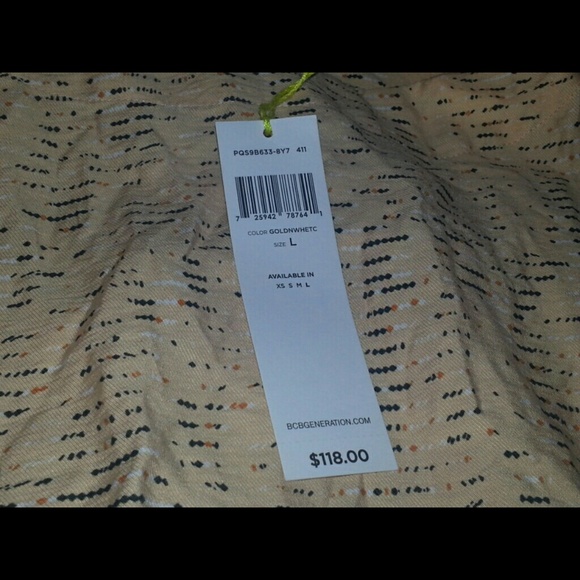 PQS9B633-8Y7 411
7 25942 78764 1
COLOR GOLDNWHETC
SIZE L
AVAILABLE IN
XS S M L
BCBGENERATION.COM
$118.00